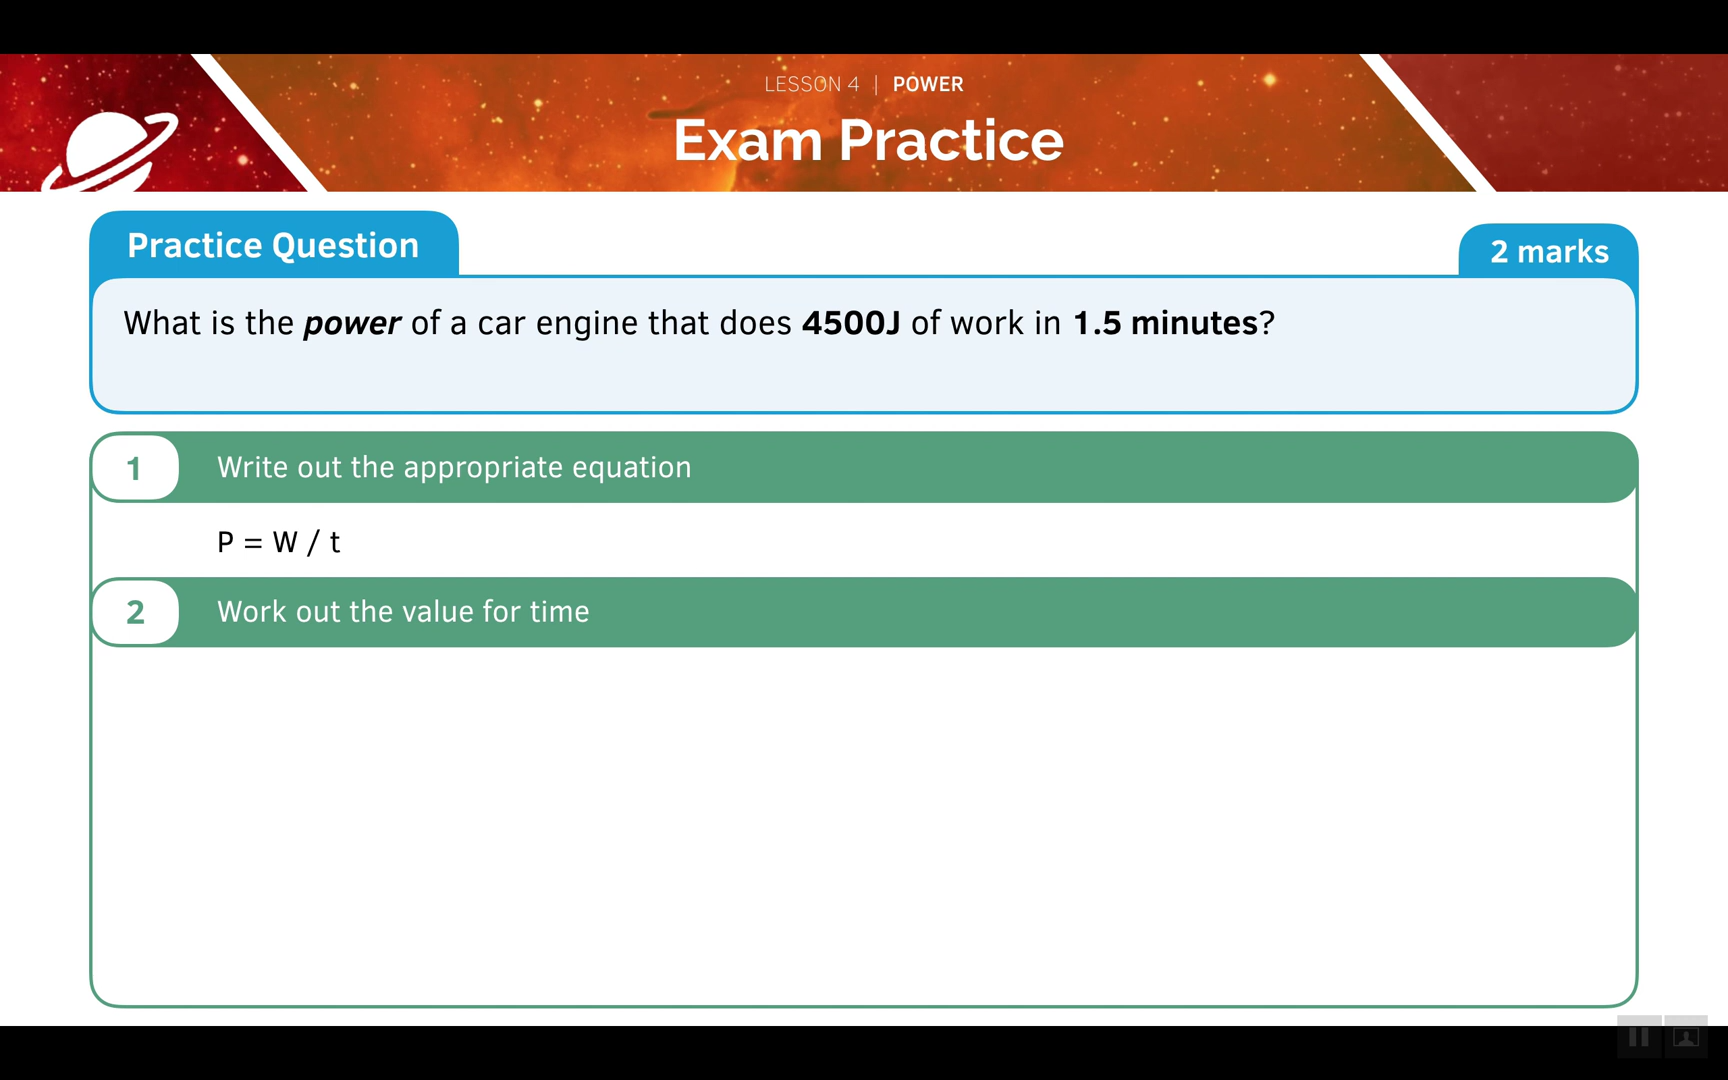 LESSON 4 | POWER
Exam Practice
Practice Question
2 marks
What is the power of a car engine that does 4500J of work in 1.5 minutes?
1 Write out the appropriate equation
P = W / t
2 Work out the value for time